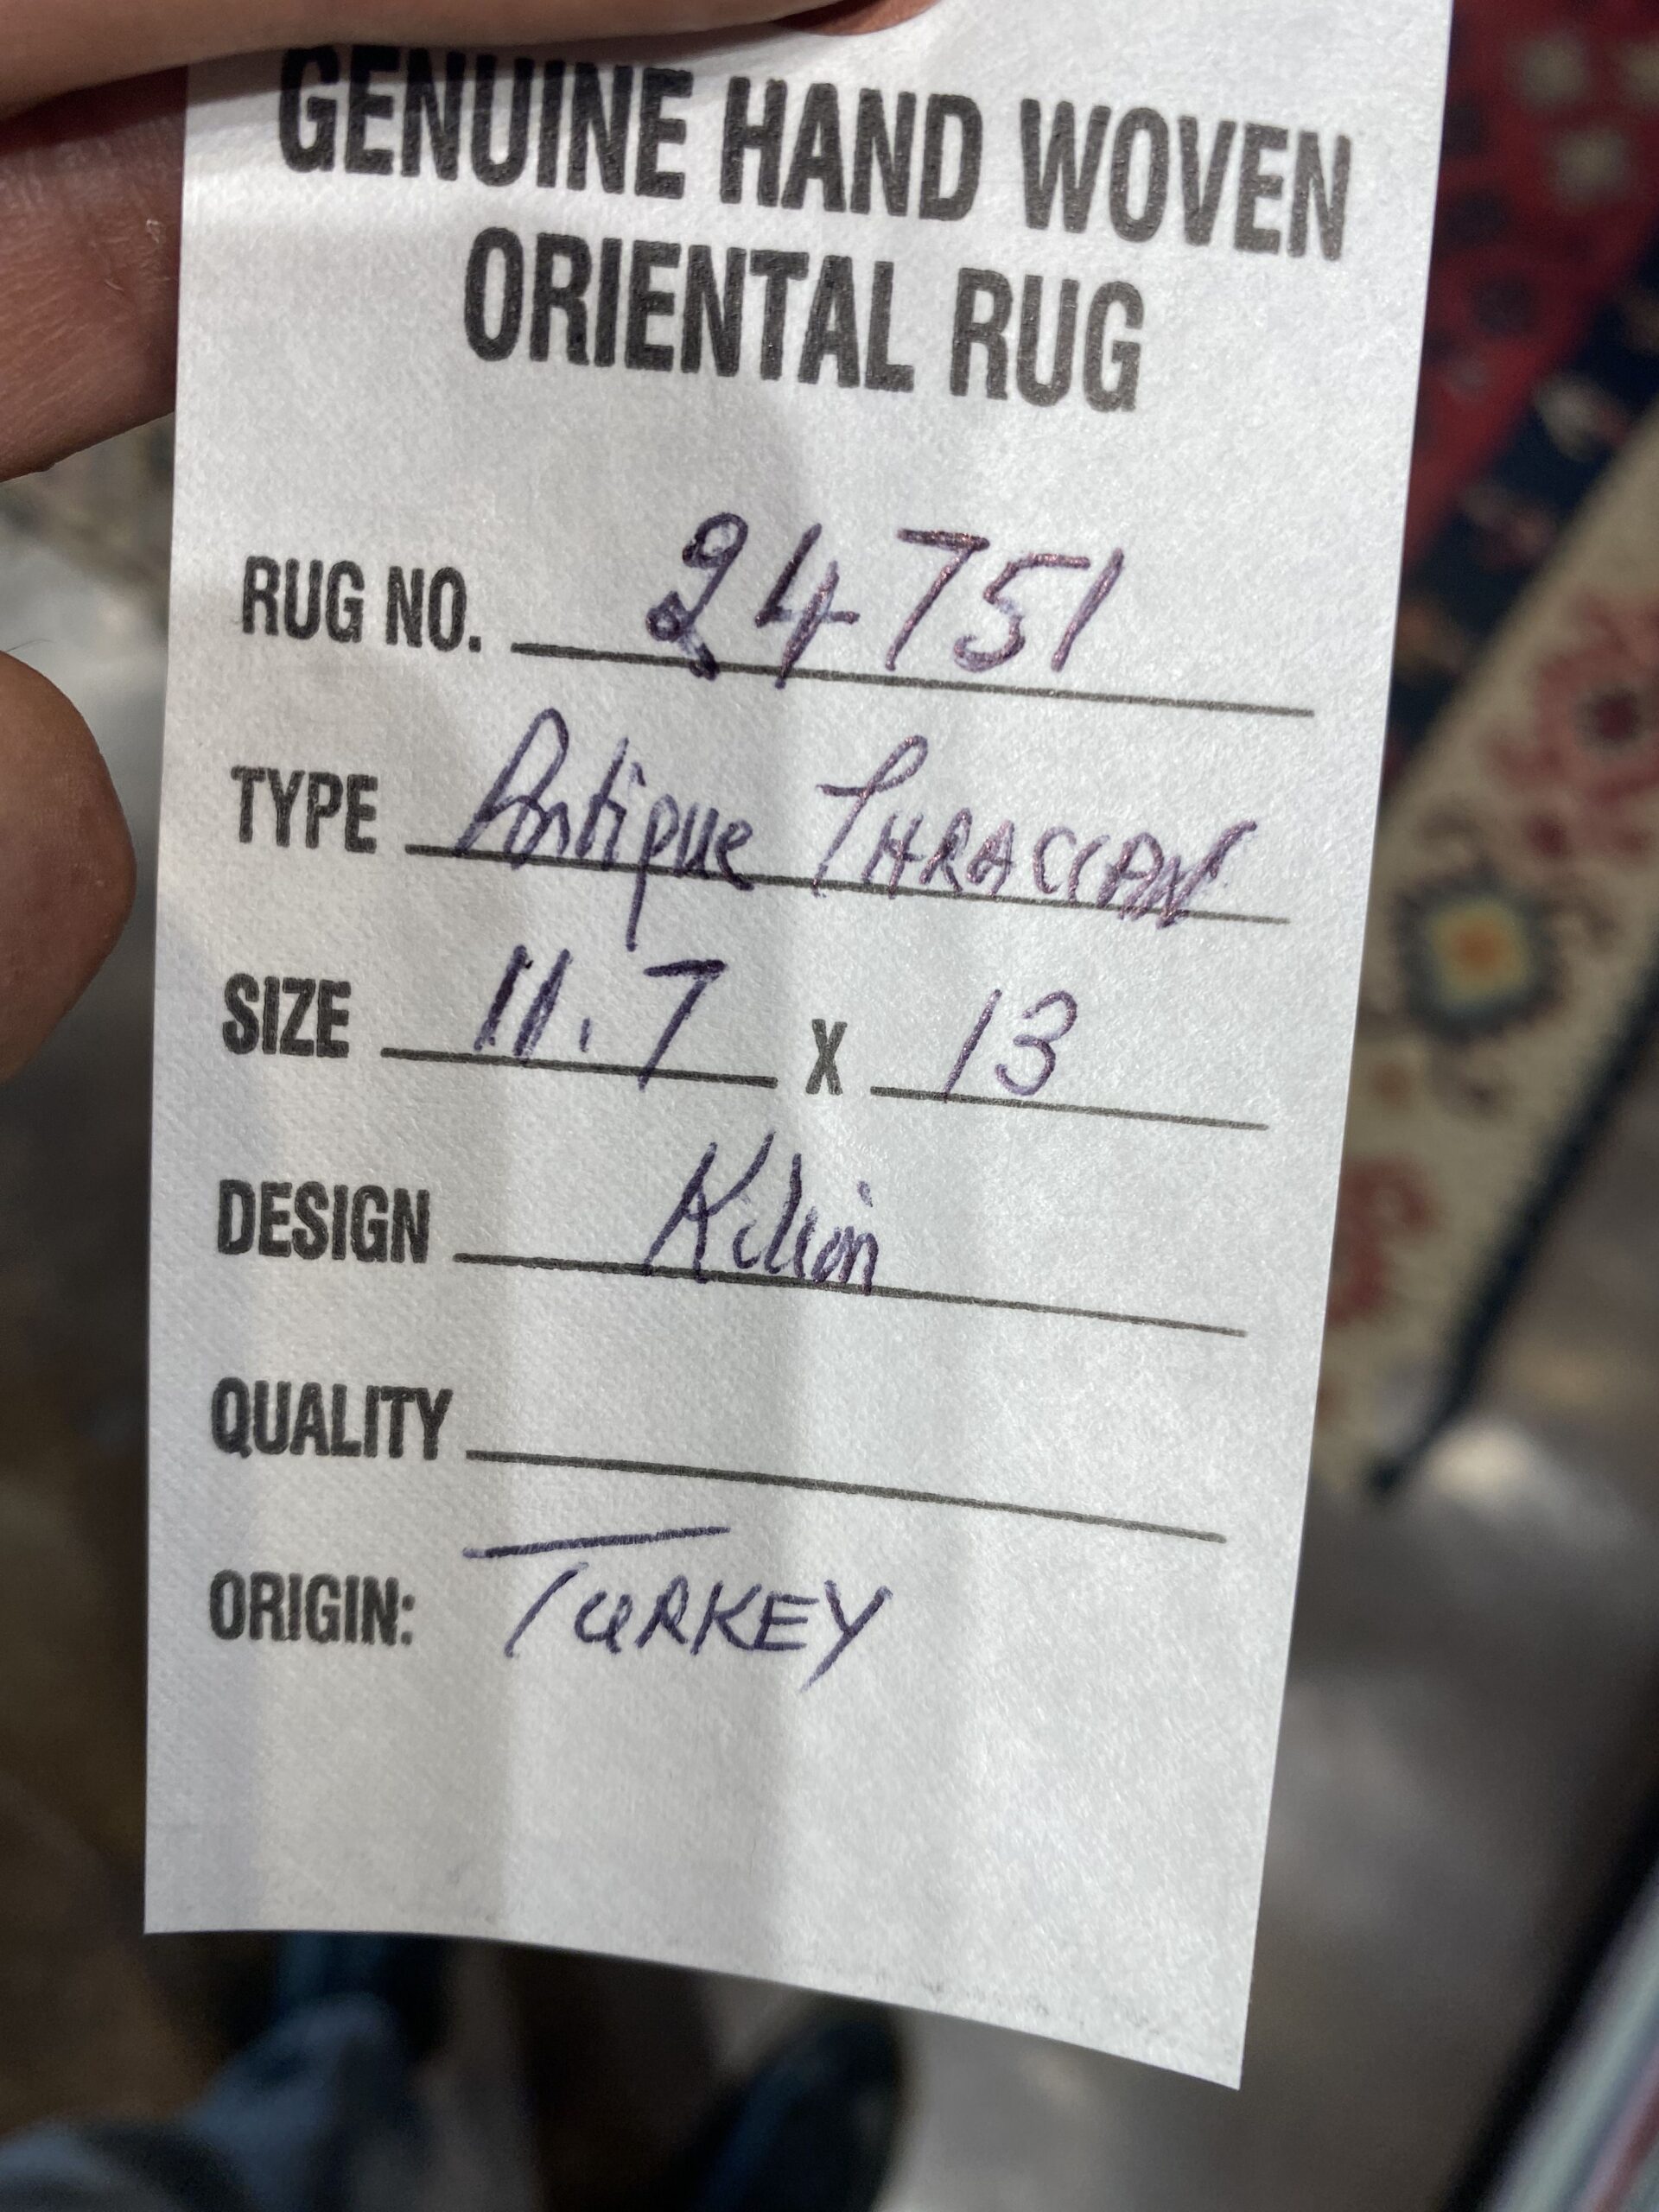 GENUINE HAND WOVEN
ORIENTAL RUG
RUG NO. 24751
TYPE Antique THRACIAN
SIZE 11.7 X 13
DESIGN Kilim
QUALITY
ORIGIN: TURKEY